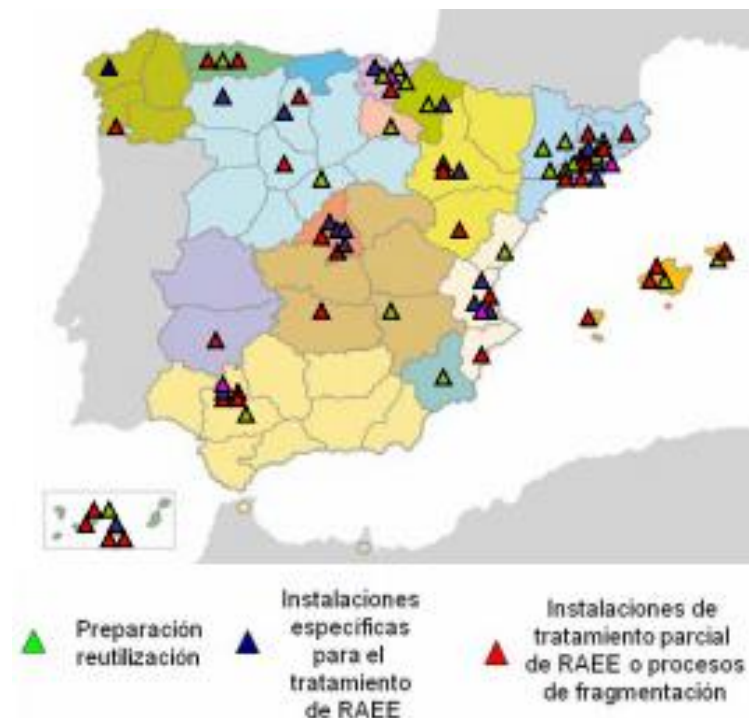 Preparación
reutilización
Instalaciones
específicas
para el
tratamiento
de RAEE
Instalaciones de
tratamiento parcial
de RAEE o procesos
de fragmentación